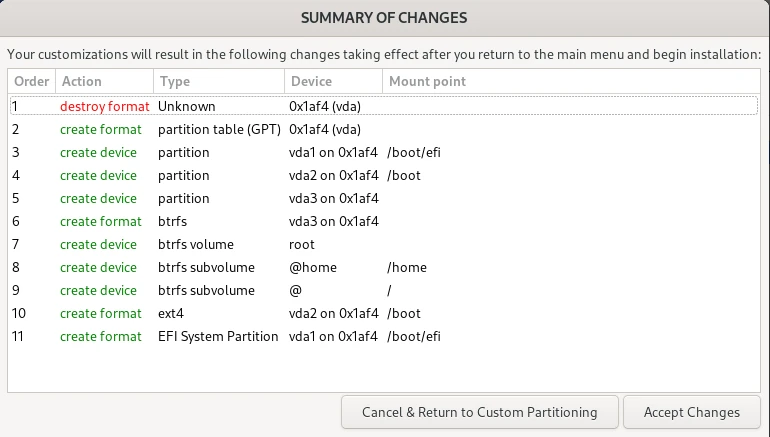 SUMMARY OF CHANGES
Your customizations will result in the following changes taking effect after you return to the main menu and begin installation:
Order Action Type Device Mount point
1 destroy format Unknown 0x1af4 (vda)
2 create format partition table (GPT) 0x1af4 (vda)
3 create device partition vda1 on 0x1af4 /boot/efi
4 create device partition vda2 on 0x1af4 /boot
5 create device partition vda3 on 0x1af4
6 create format btrfs vda3 on 0x1af4
7 create device btrfs volume root
8 create device btrfs subvolume @home /home
9 create device btrfs subvolume @ /
10 create format ext4 vda2 on 0x1af4 /boot
11 create format EFI System Partition vda1 on 0x1af4 /boot/efi
Cancel & Return to Custom Partitioning Accept Changes